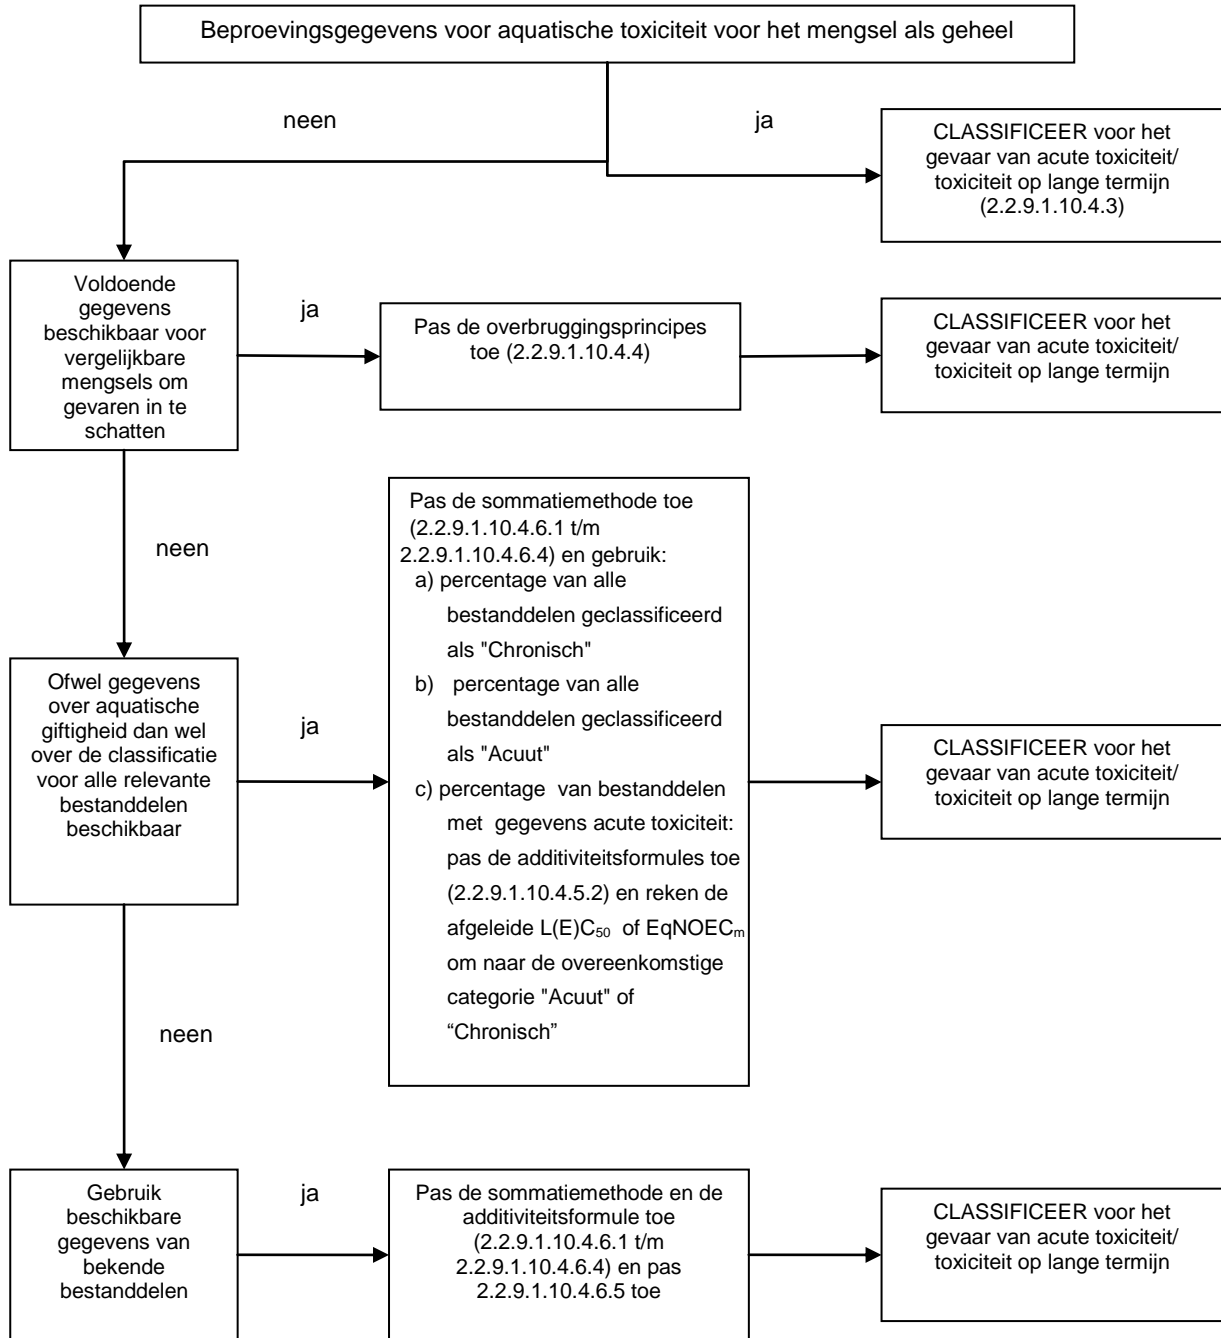 Beproevingsgegevens voor aquatische toxiciteit voor het mengsel als geheel
neen
ja
CLASSIFICEER voor het
gevaar van acute toxiciteit/
toxiciteit op lange termijn
(2.2.9.1.10.4.3)
Voldoende
gegevens
beschikbaar voor
vergelijkbare
mengsels om
gevaren in te
schatten
ja
Pas de overbruggingsprincipes
toe (2.2.9.1.10.4.4)
CLASSIFICEER voor het
gevaar van acute toxiciteit/
toxiciteit op lange termijn
neen
Pas de sommatiemethode toe
(2.2.9.1.10.4.6.1 t/m
2.2.9.1.10.4.6.4) en gebruik:
a) percentage van alle
bestanddelen geclassificeerd
als "Chronisch"
b) percentage van alle
bestanddelen geclassificeerd
als "Acuut"
c) percentage van bestanddelen
met gegevens acute toxiciteit:
pas de additiviteitsformules toe
(2.2.9.1.10.4.5.2) en reken de
afgeleide L(E)C₅₀ of EqNOECₘ
om naar de overeenkomstige
categorie "Acuut" of
“Chronisch”
Ofwel gegevens
over aquatische
giftigheid dan wel
over de classificatie
voor alle relevante
bestanddelen
beschikbaar
ja
CLASSIFICEER voor het
gevaar van acute toxiciteit/
toxiciteit op lange termijn
neen
Gebruik
beschikbare
gegevens van
bekende
bestanddelen
ja
Pas de sommatiemethode en de
additiviteitsformule toe
(2.2.9.1.10.4.6.1 t/m
2.2.9.1.10.4.6.4) en pas
2.2.9.1.10.4.6.5 toe
CLASSIFICEER voor het
gevaar van acute toxiciteit/
toxiciteit op lange termijn